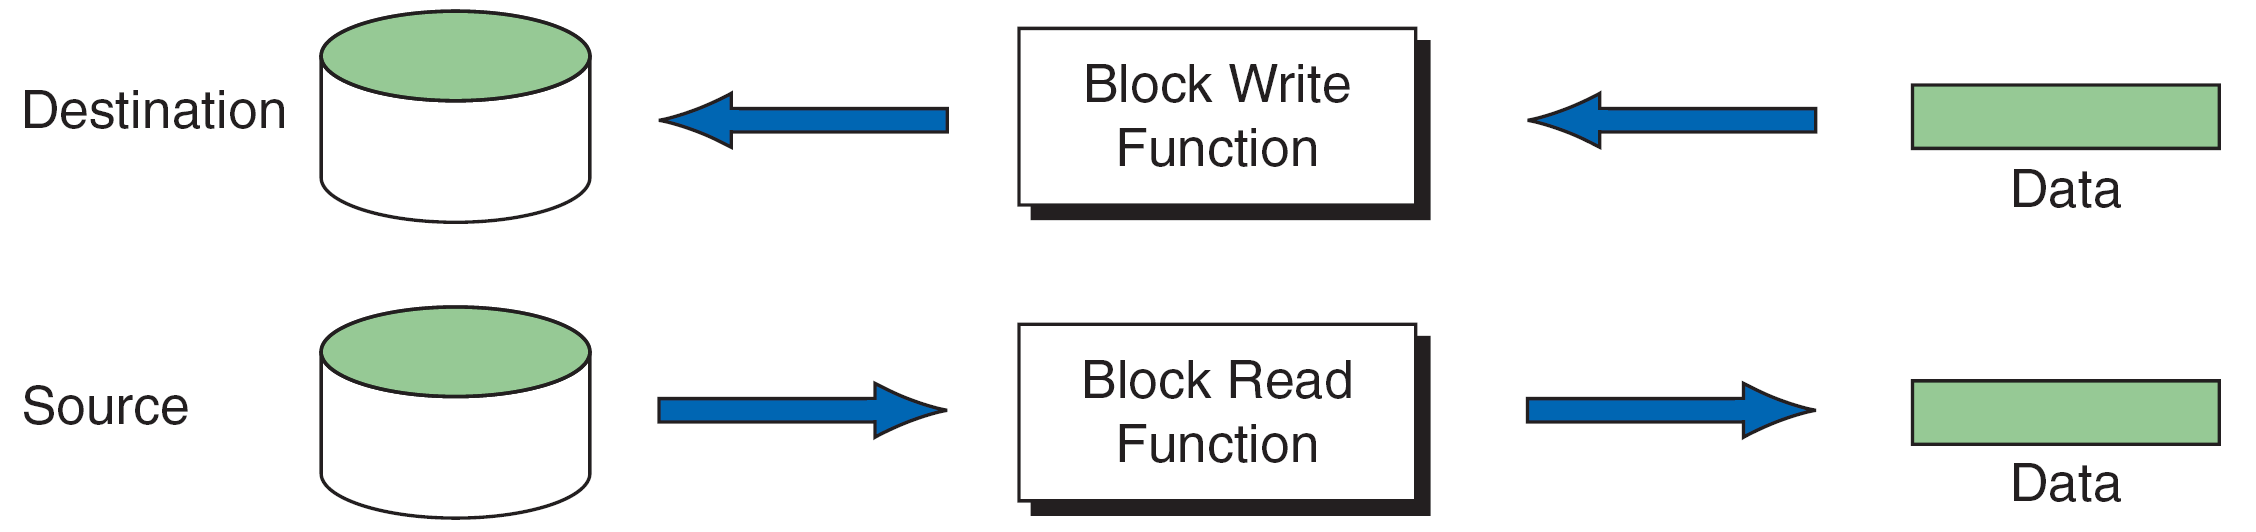 Destination
Block Write
Function
Data
Source
Block Read
Function
Data